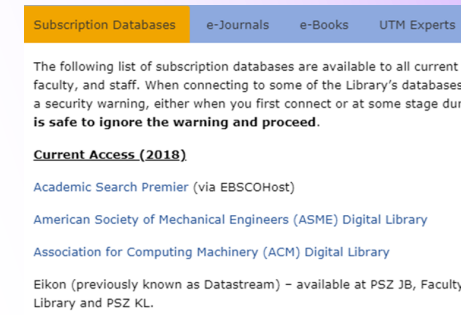 Subscription Databases e-Journals e-Books UTM Experts
The following list of subscription databases are available to all current
faculty, and staff. When connecting to some of the Library’s databases
a security warning, either when you first connect or at some stage du
is safe to ignore the warning and proceed.
Current Access (2018)
Academic Search Premier (via EBSCOHost)
American Society of Mechanical Engineers (ASME) Digital Library
Association for Computing Machinery (ACM) Digital Library
Eikon (previously known as Datastream) – available at PSZ JB, Faculty
Library and PSZ KL.